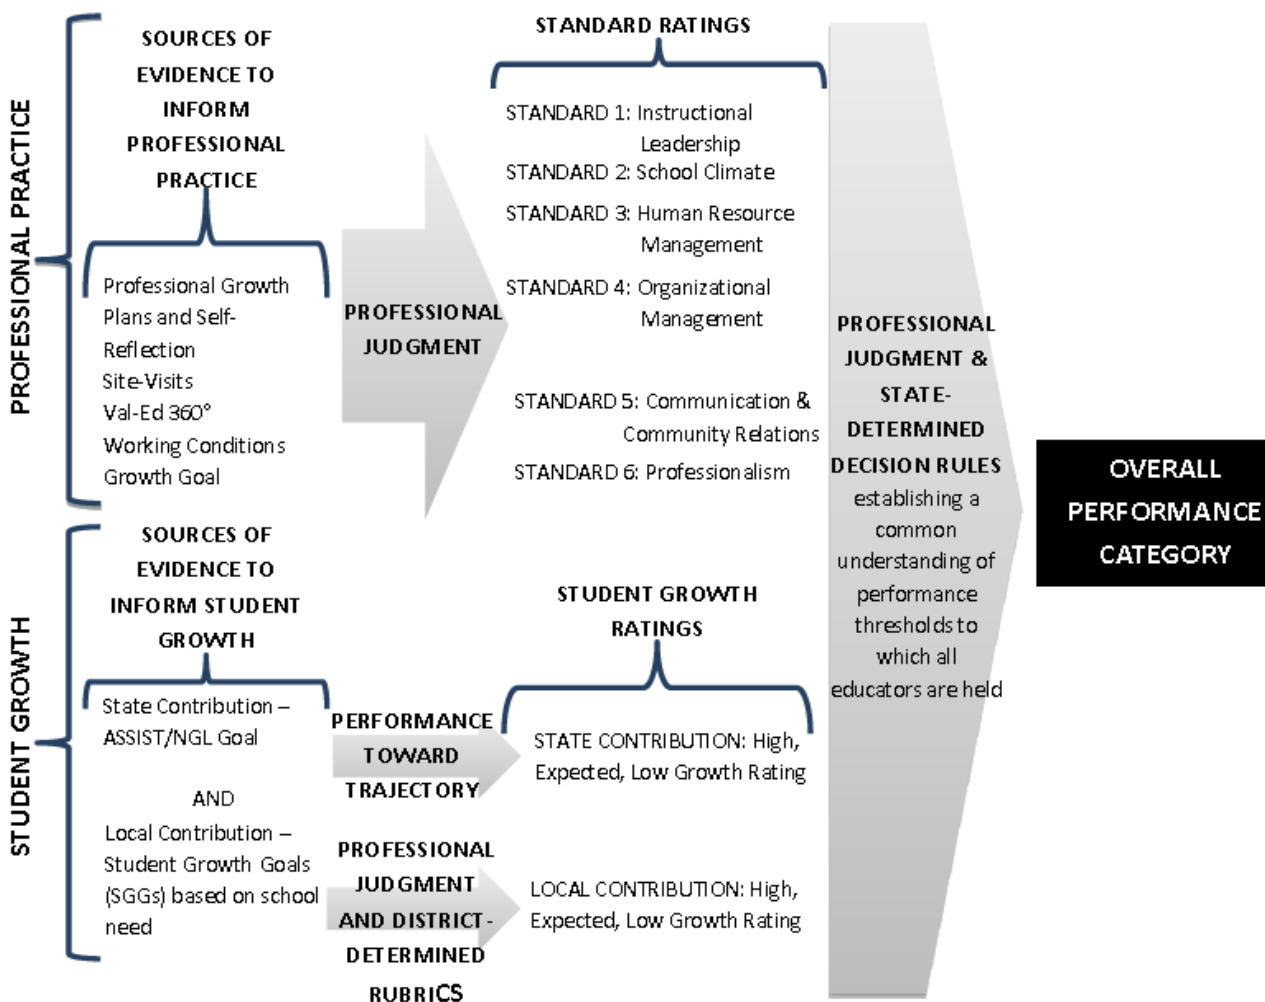 PROFESSIONAL PRACTICE
SOURCES OF
EVIDENCE TO
INFORM
PROFESSIONAL
PRACTICE
Professional Growth
Plans and Self-
Reflection
Site-Visits
Val-Ed 360°
Working Conditions
Growth Goal
PROFESSIONAL
JUDGMENT
STANDARD RATINGS
STANDARD 1: Instructional
Leadership
STANDARD 2: School Climate
STANDARD 3: Human Resource
Management
STANDARD 4: Organizational
Management
STANDARD 5: Communication &
Community Relations
STANDARD 6: Professionalism
STUDENT GROWTH
SOURCES OF
EVIDENCE TO
INFORM STUDENT
GROWTH
State Contribution –
ASSIST/NGL Goal
AND
Local Contribution –
Student Growth Goals
(SGGs) based on school
need
PERFORMANCE
TOWARD
TRAJECTORY
PROFESSIONAL
JUDGMENT
AND DISTRICT-
DETERMINED
RUBRICS
STUDENT GROWTH
RATINGS
STATE CONTRIBUTION: High,
Expected, Low Growth Rating
LOCAL CONTRIBUTION: High,
Expected, Low Growth Rating
PROFESSIONAL
JUDGMENT &
STATE-
DETERMINED
DECISION RULES
establishing a
common
understanding of
performance
thresholds to
which all
educators are held
OVERALL
PERFORMANCE
CATEGORY